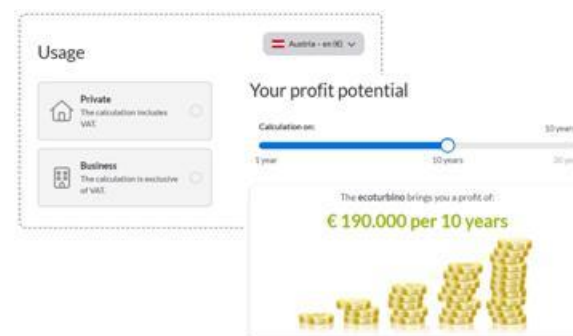 Usage
Austria - en (€)
Private
The calculation includes
VAT.
Business
The calculation is exclusive
of VAT.
Your profit potential
Calculation on:
10 years
1 year
10 years
The ecoturbino brings you a profit of:
€ 190.000 per 10 years